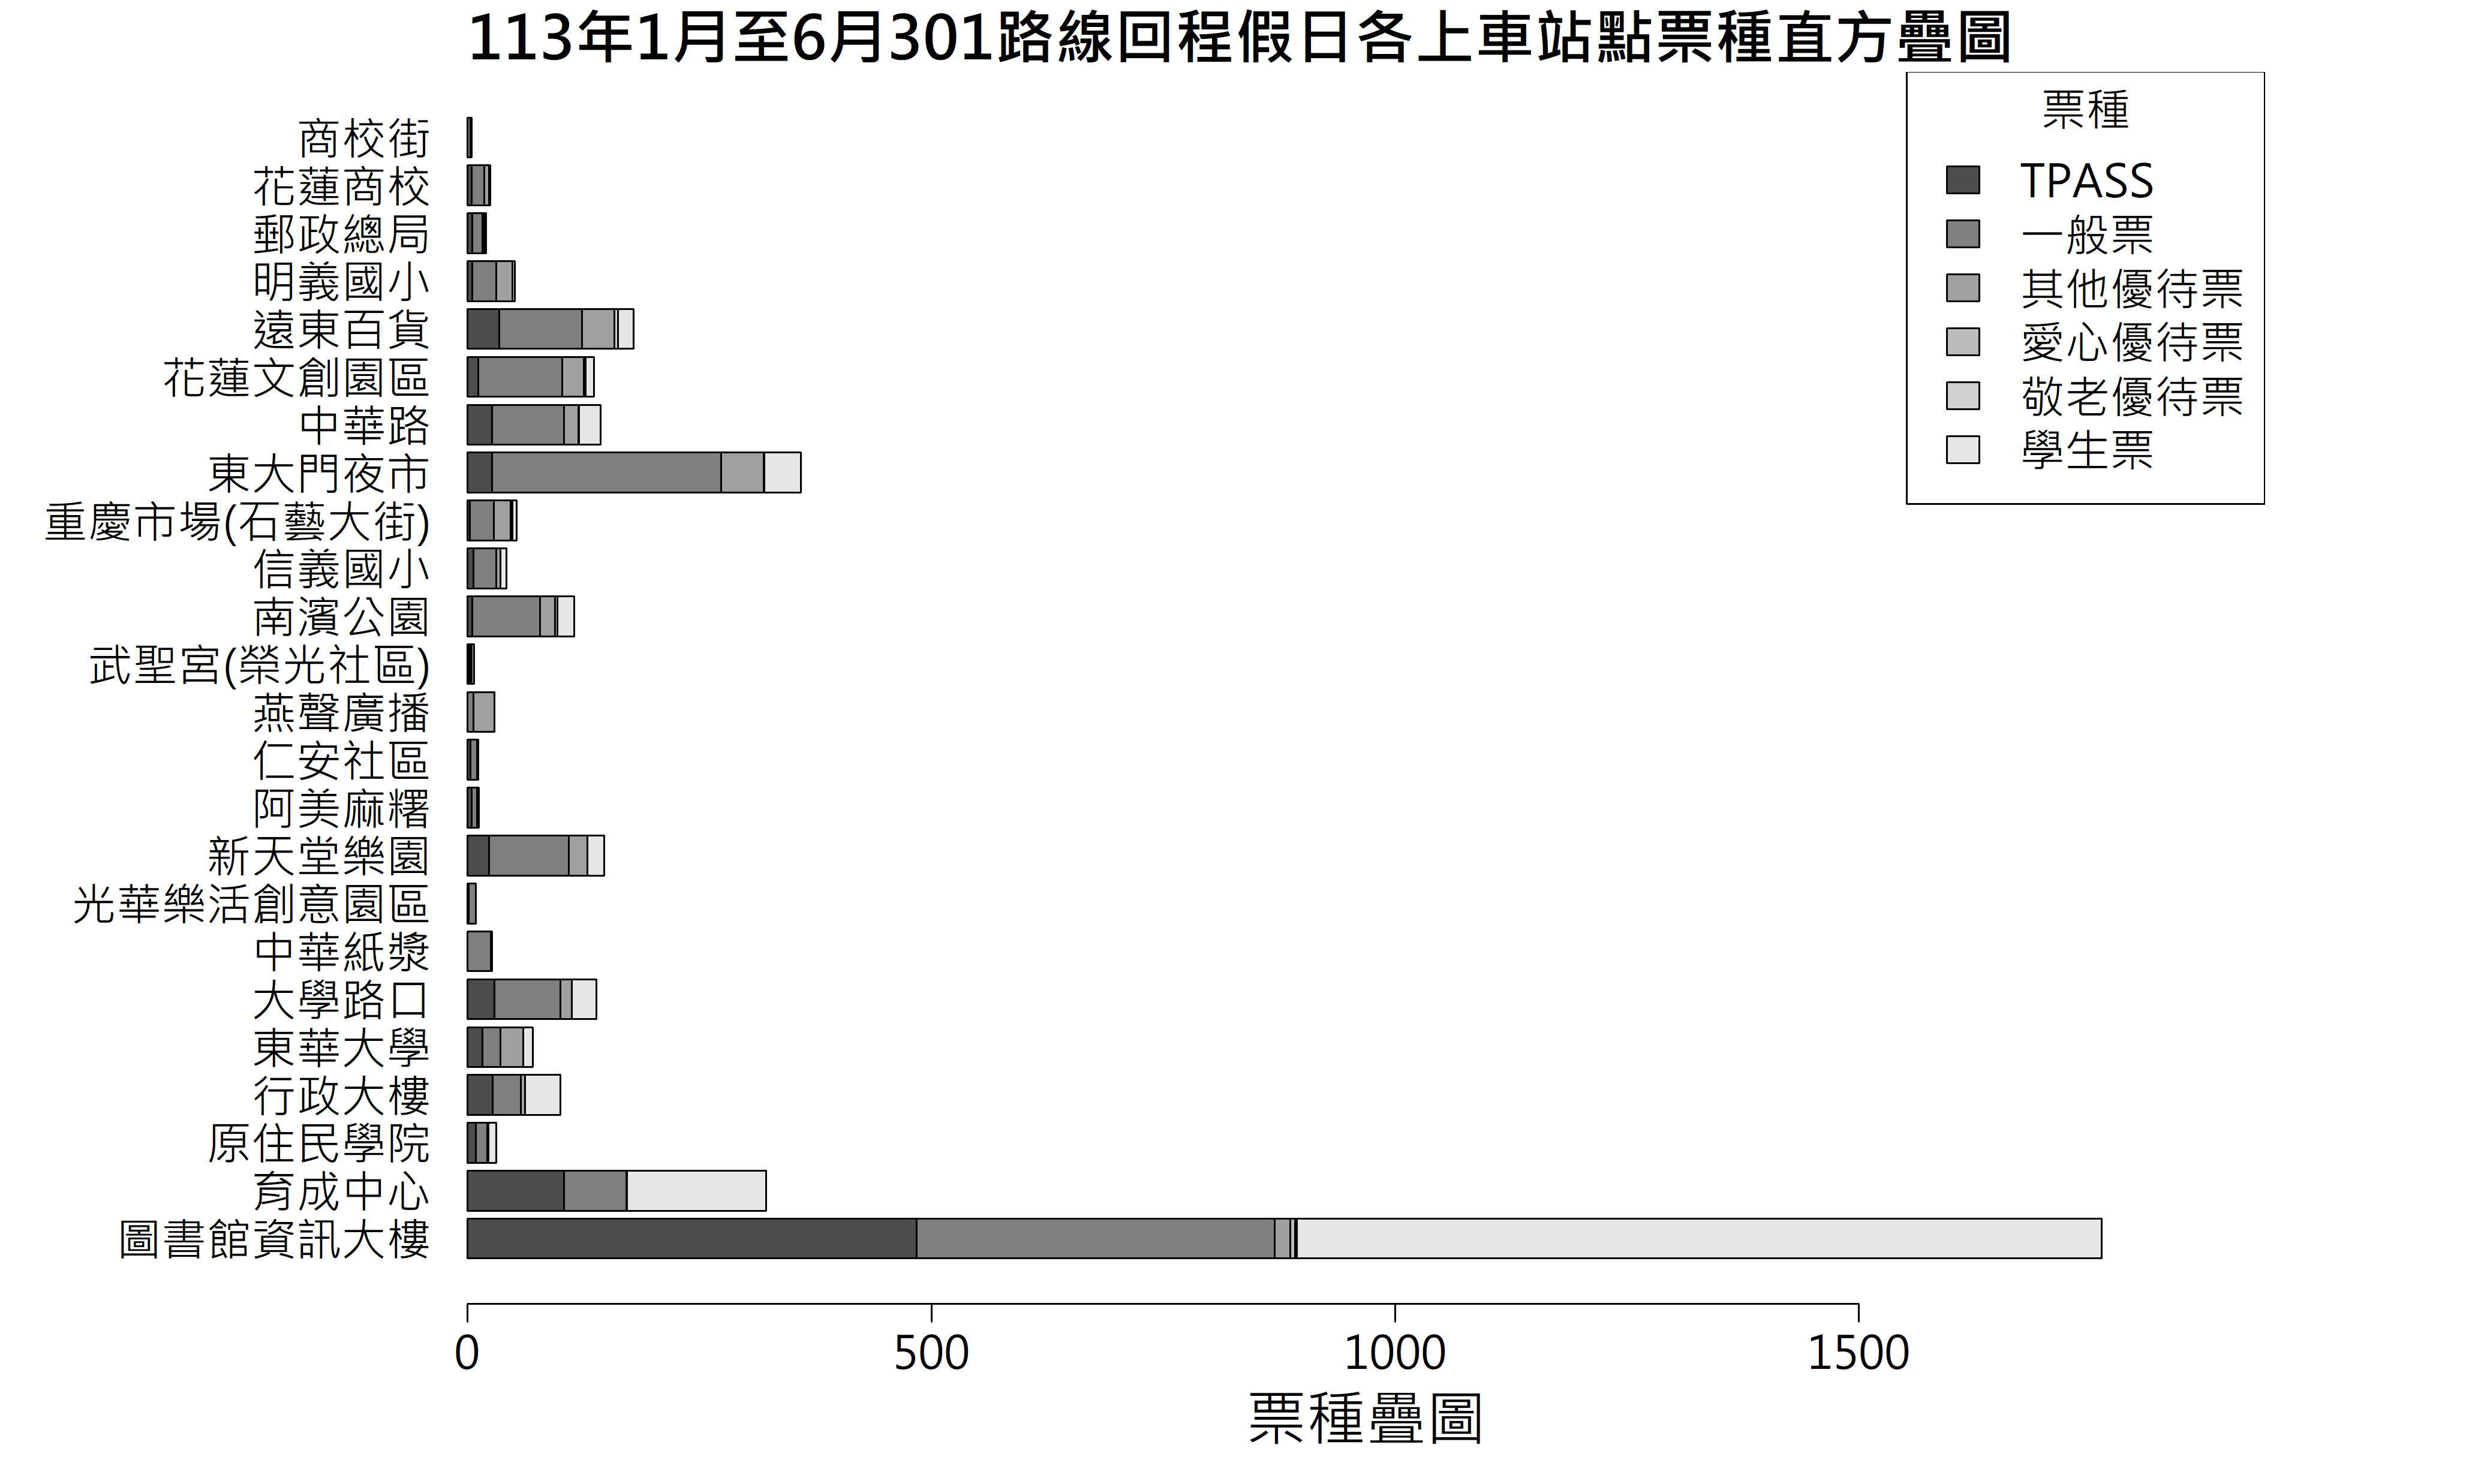 113年1月至6月301路線回程假日各上車站點票種直方疊圖
票種
TPASS
一般票
其他優待票
愛心優待票
敬老優待票
學生票
商校街
花蓮商校
郵政總局
明義國小
遠東百貨
花蓮文創園區
中華路
東大門夜市
重慶市場(石藝大街)
信義國小
南濱公園
武聖宮(榮光社區)
燕聲廣播
仁安社區
阿美麻糬
新天堂樂園
光華樂活創意園區
中華紙漿
大學路口
東華大學
行政大樓
原住民學院
育成中心
圖書館資訊大樓
0 500 1000 1500
票種疊圖